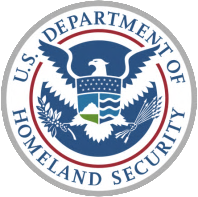 U.S. DEPARTMENT OF
HOMELAND SECURITY